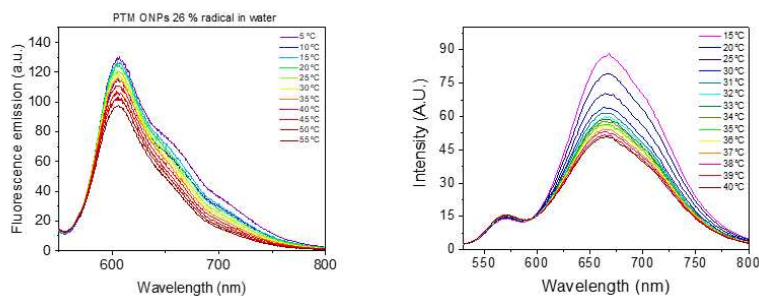 PTM ONPs 26 % radical in water
Fluorescence emission (a.u.)
140
120
100
80
60
40
20
0
5°C
10°C
15°C
20°C
25°C
30°C
35°C
40°C
45°C
50°C
55°C
600
700
800
Wavelength (nm)
Intensity (A.U.)
90
75
60
45
30
15
0
15°C
20°C
25°C
30°C
31°C
32°C
33°C
34°C
35°C
36°C
37°C
38°C
39°C
40°C
550
600
650
700
750
800
Wavelength (nm)